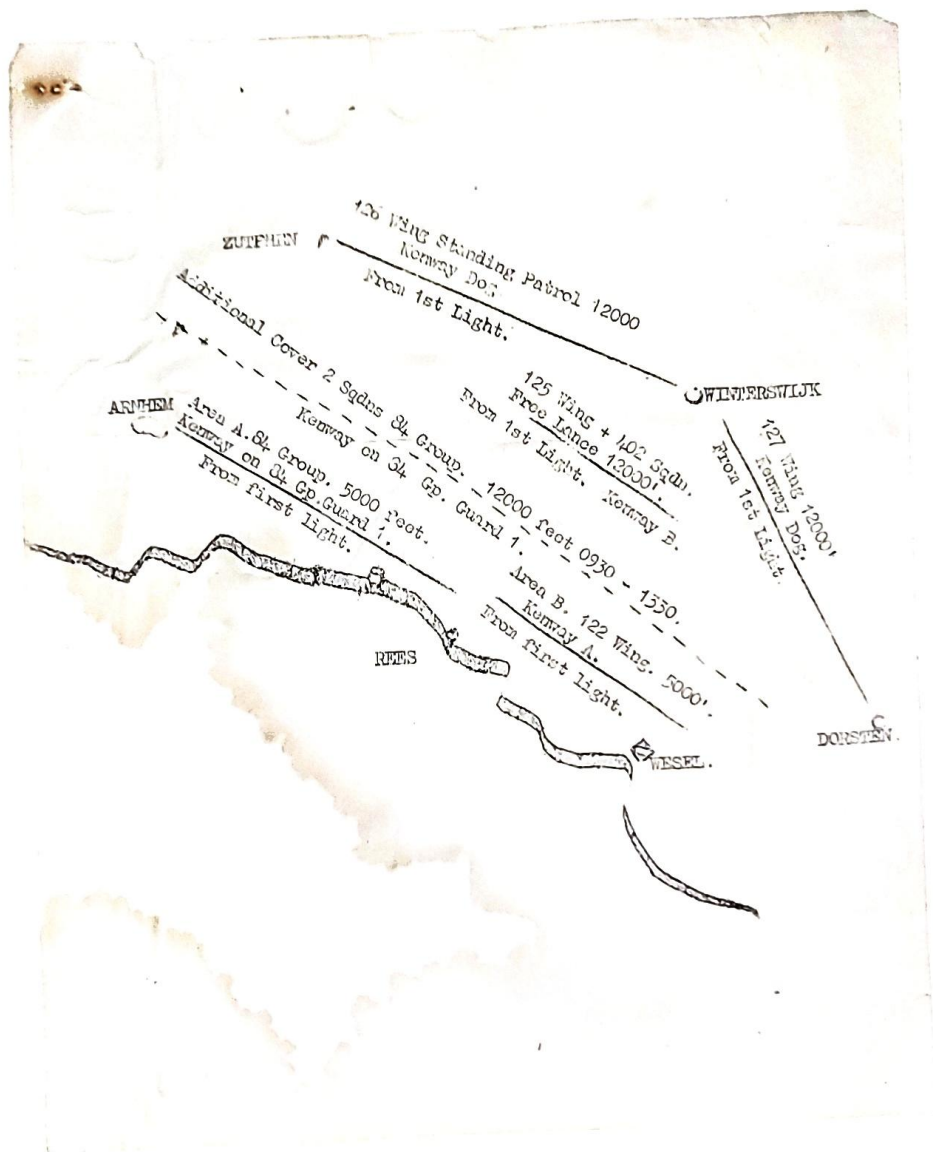 ZUTPHEN
126 Wing Standing Patrol 12000
Kenway Dog
From 1st Light.
WINTERSWIJK
125 Wing + 402 Sqdn.
Free Lance 12000'.
From 1st Light. Kenway B.
127 Wing 12000'
Kenway Dog.
From 1st Light.
Additional Cover 2 Sqdns 84 Group. 12000 feet 0930 - 1330.
Kenway on 84 Gp. Guard 1.
ARNHEM
Area A. 84 Group. 5000 feet.
Kenway on 84 Gp. Guard 1.
From first light.
Area B. 122 Wing. 5000'.
Kenway A.
From first light.
REES
DORSTEN.
WESEL.